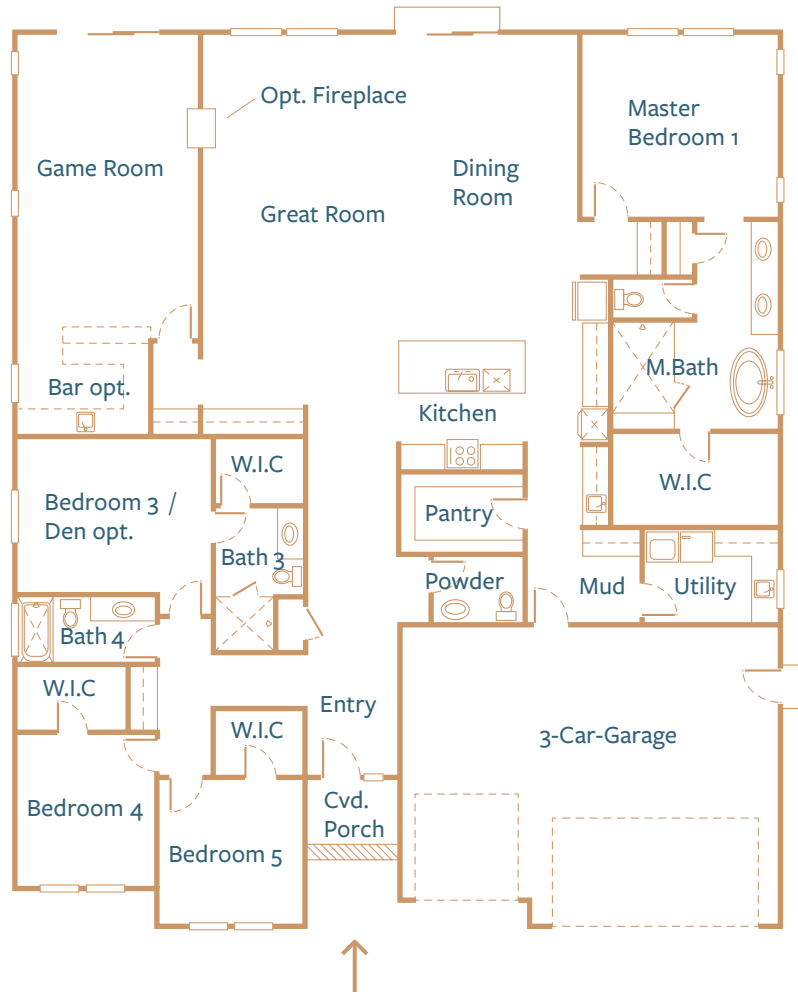 Opt. Fireplace
Master
Bedroom 1
Game Room
Dining
Room
Great Room
M.Bath
Bar opt.
Kitchen
W.I.C
W.I.C
Bedroom 3 /
Den opt.
Pantry
Bath 3
Powder
Mud
Utility
Bath 4
W.I.C
Entry
W.I.C
3-Car-Garage
Cvd.
Porch
Bedroom 4
Bedroom 5